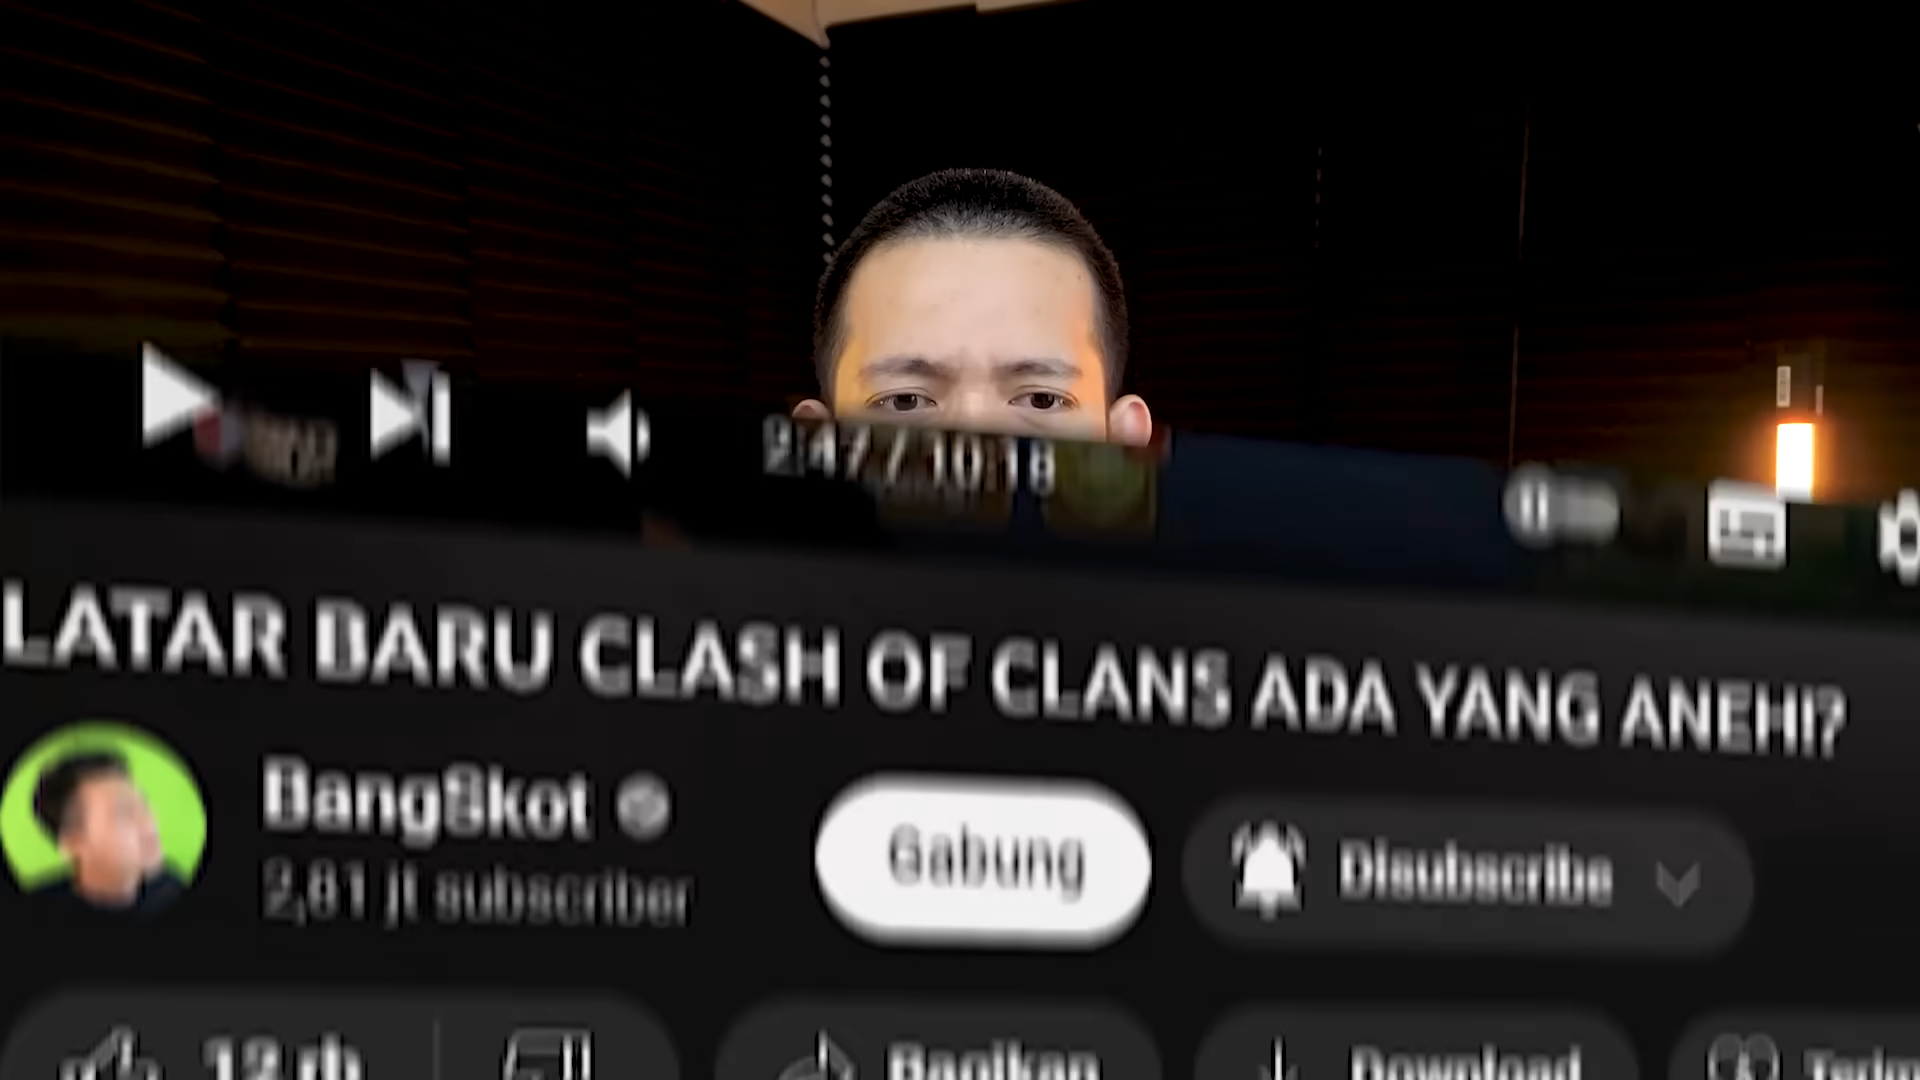 2:47 / 10:18
LATAR BARU CLASH OF CLANS ADA YANG ANEH!?
BangSkot
2,81 jt subscriber
Gabung
Disubscribe
12 rb
Bagikan
Download